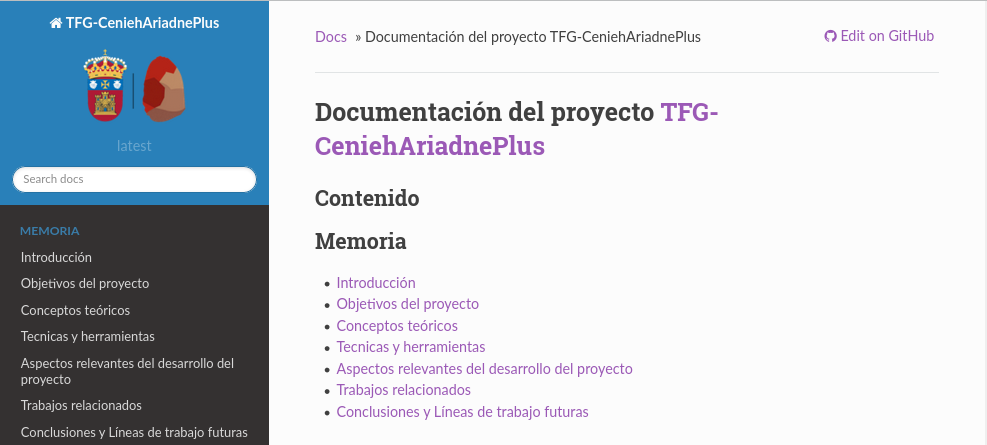 TFG-CeniehAriadnePlus
latest
Search docs
MEMORIA
Introducción
Objetivos del proyecto
Conceptos teóricos
Tecnicas y herramientas
Aspectos relevantes del desarrollo del
proyecto
Trabajos relacionados
Conclusiones y Líneas de trabajo futuras
Docs » Documentación del proyecto TFG-CeniehAriadnePlus
Edit on GitHub
Documentación del proyecto TFG-
CeniehAriadnePlus
Contenido
Memoria
• Introducción
• Objetivos del proyecto
• Conceptos teóricos
• Tecnicas y herramientas
• Aspectos relevantes del desarrollo del proyecto
• Trabajos relacionados
• Conclusiones y Líneas de trabajo futuras